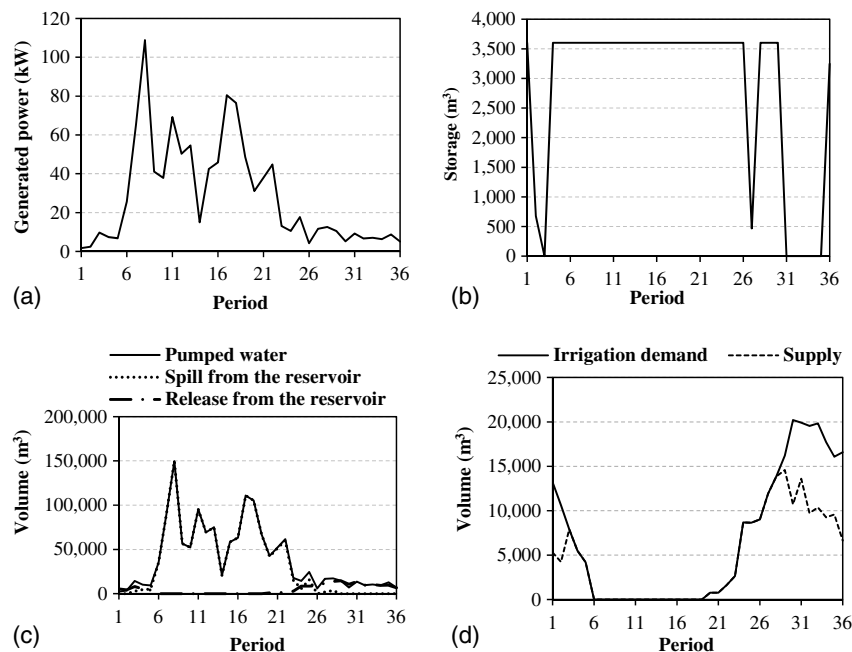 120
100
80
60
40
20
0
Generated power (kW)
1 6 11 16 21 26 31 36
Period
(a)
4,000
3,500
3,000
2,500
2,000
1,500
1,000
500
0
Storage (m³)
1 6 11 16 21 26 31 36
Period
(b)
Pumped water
Spill from the reservoir
Release from the reservoir
200,000
150,000
100,000
50,000
0
Volume (m³)
1 6 11 16 21 26 31 36
Period
(c)
Irrigation demand Supply
25,000
20,000
15,000
10,000
5,000
0
Volume (m³)
1 6 11 16 21 26 31 36
Period
(d)